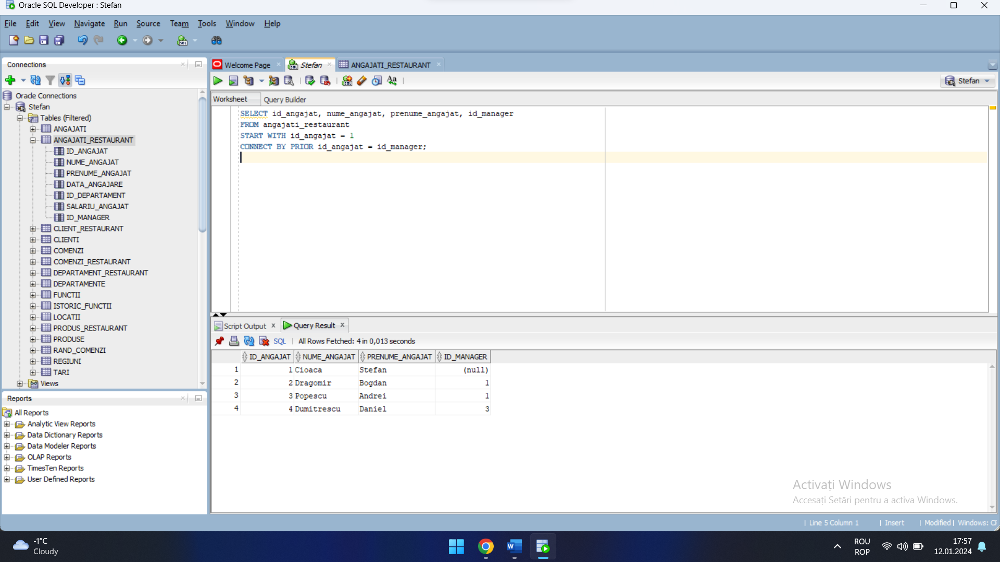 Oracle SQL Developer : Stefan
File Edit View Navigate Run Source Team Tools Window Help
Connections
Oracle Connections
Stefan
Tables (Filtered)
ANGAJATI
ANGAJATI_RESTAURANT
ID_ANGAJAT
NUME_ANGAJAT
PRENUME_ANGAJAT
DATA_ANGAJARE
ID_DEPARTAMENT
SALARIU_ANGAJAT
ID_MANAGER
CLIENT_RESTAURANT
CLIENTI
COMENZI
COMENZI_RESTAURANT
DEPARTAMENT_RESTAURANT
DEPARTAMENTE
FUNCTII
ISTORIC_FUNCTII
LOCATII
PRODUS_RESTAURANT
PRODUSE
RAND_COMENZI
REGIUNI
TARI
Views
Reports
All Reports
Analytic View Reports
Data Dictionary Reports
Data Modeler Reports
OLAP Reports
TimesTen Reports
User Defined Reports
Welcome Page Stefan ANGAJATI_RESTAURANT
Stefan
Worksheet Query Builder
SELECT id_angajat, nume_angajat, prenume_angajat, id_manager
FROM angajati_restaurant
START WITH id_angajat = 1
CONNECT BY PRIOR id_angajat = id_manager;
Script Output Query Result
SQL | All Rows Fetched: 4 in 0,013 seconds
ID_ANGAJAT NUME_ANGAJAT PRENUME_ANGAJAT ID_MANAGER
1 1 Cioaca Stefan (null)
2 2 Dragomir Bogdan 1
3 3 Popescu Andrei 1
4 4 Dumitrescu Daniel 3
Activați Windows
Accesați Setări pentru a activa Windows.
| Line 5 Column 1 | Insert | Modified | Windows: CF
-1°C
Cloudy
ROU
ROP
17:57
12.01.2024